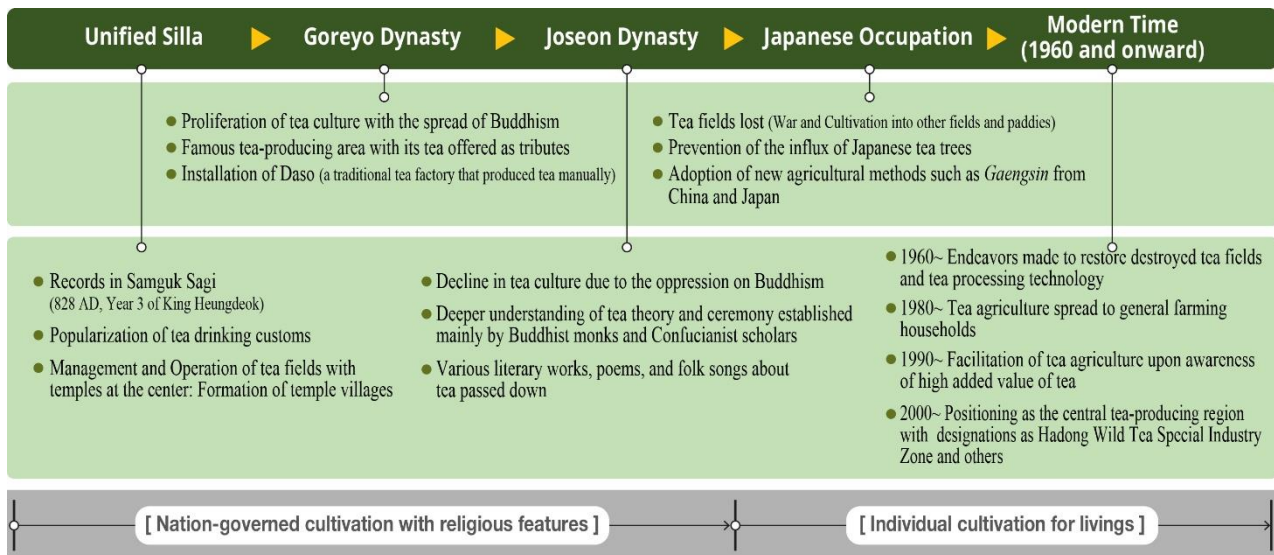 Unified Silla
Goreyo Dynasty
Joseon Dynasty
Japanese Occupation
Modern Time
(1960 and onward)
● Proliferation of tea culture with the spread of Buddhism
● Famous tea-producing area with its tea offered as tributes
● Installation of Daso (a traditional tea factory that produced tea manually)
● Tea fields lost (War and Cultivation into other fields and paddies)
● Prevention of the influx of Japanese tea trees
● Adoption of new agricultural methods such as Gaengsin from
China and Japan
● Records in Samguk Sagi
(828 AD, Year 3 of King Heungdeok)
● Popularization of tea drinking customs
● Management and Operation of tea fields with
temples at the center: Formation of temple villages
● Decline in tea culture due to the oppression on Buddhism
● Deeper understanding of tea theory and ceremony established
mainly by Buddhist monks and Confucianist scholars
● Various literary works, poems, and folk songs about
tea passed down
● 1960~ Endeavors made to restore destroyed tea fields
and tea processing technology
● 1980~ Tea agriculture spread to general farming
households
● 1990~ Facilitation of tea agriculture upon awareness
of high added value of tea
● 2000~ Positioning as the central tea-producing region
with designations as Hadong Wild Tea Special Industry
Zone and others
[ Nation-governed cultivation with religious features ]
[ Individual cultivation for livings ]